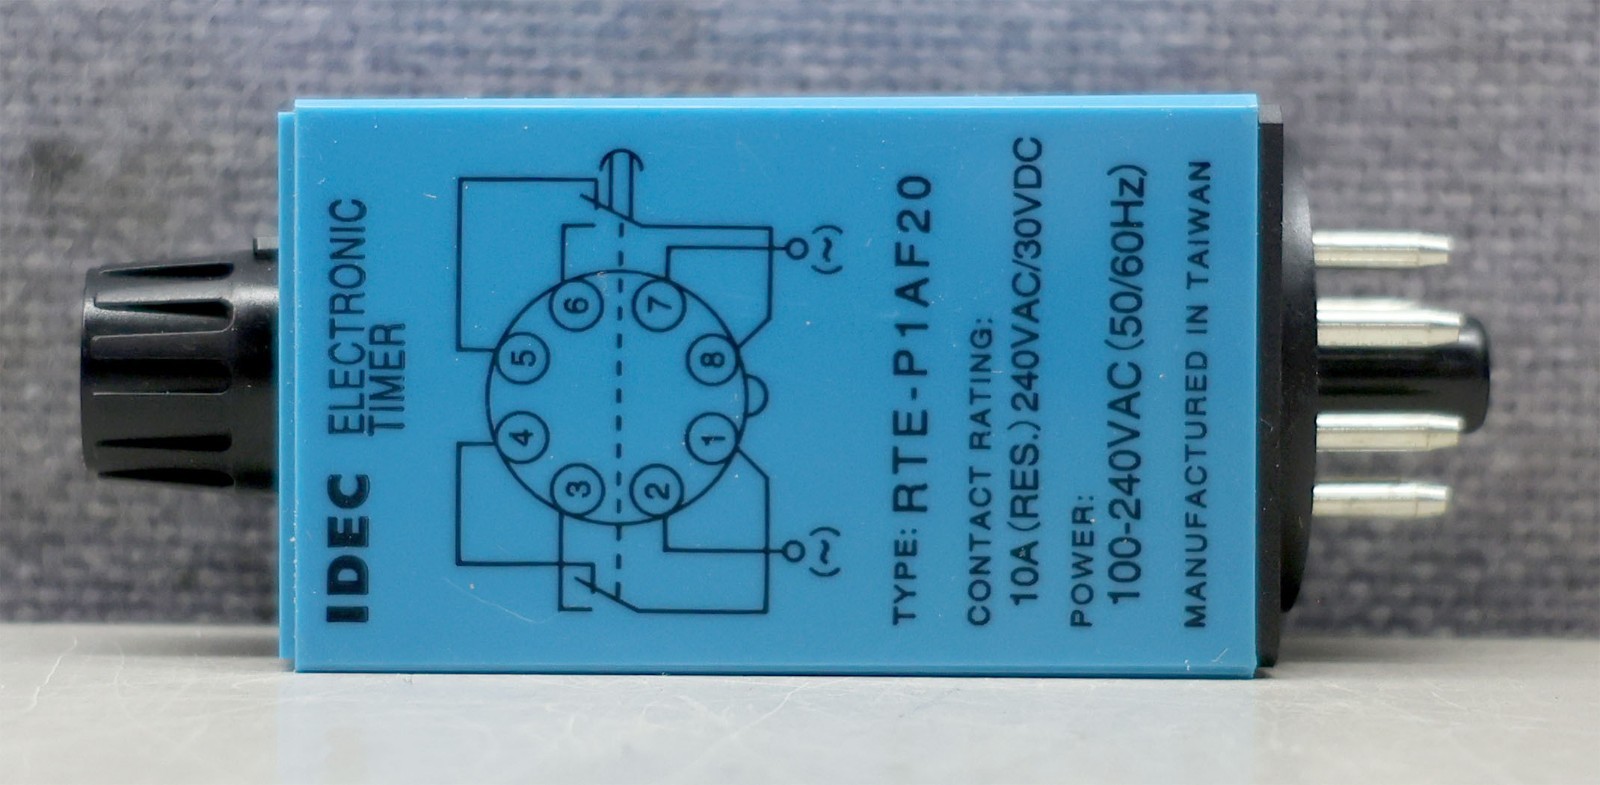 IDEC ELECTRONIC
TIMER
5
6
7
8
4
3
2
1
(~)
(~)
TYPE: RTE-P1AF20
CONTACT RATING:
10A (RES.) 240VAC/30VDC
POWER:
100-240VAC (50/60Hz)
MANUFACTURED IN TAIWAN